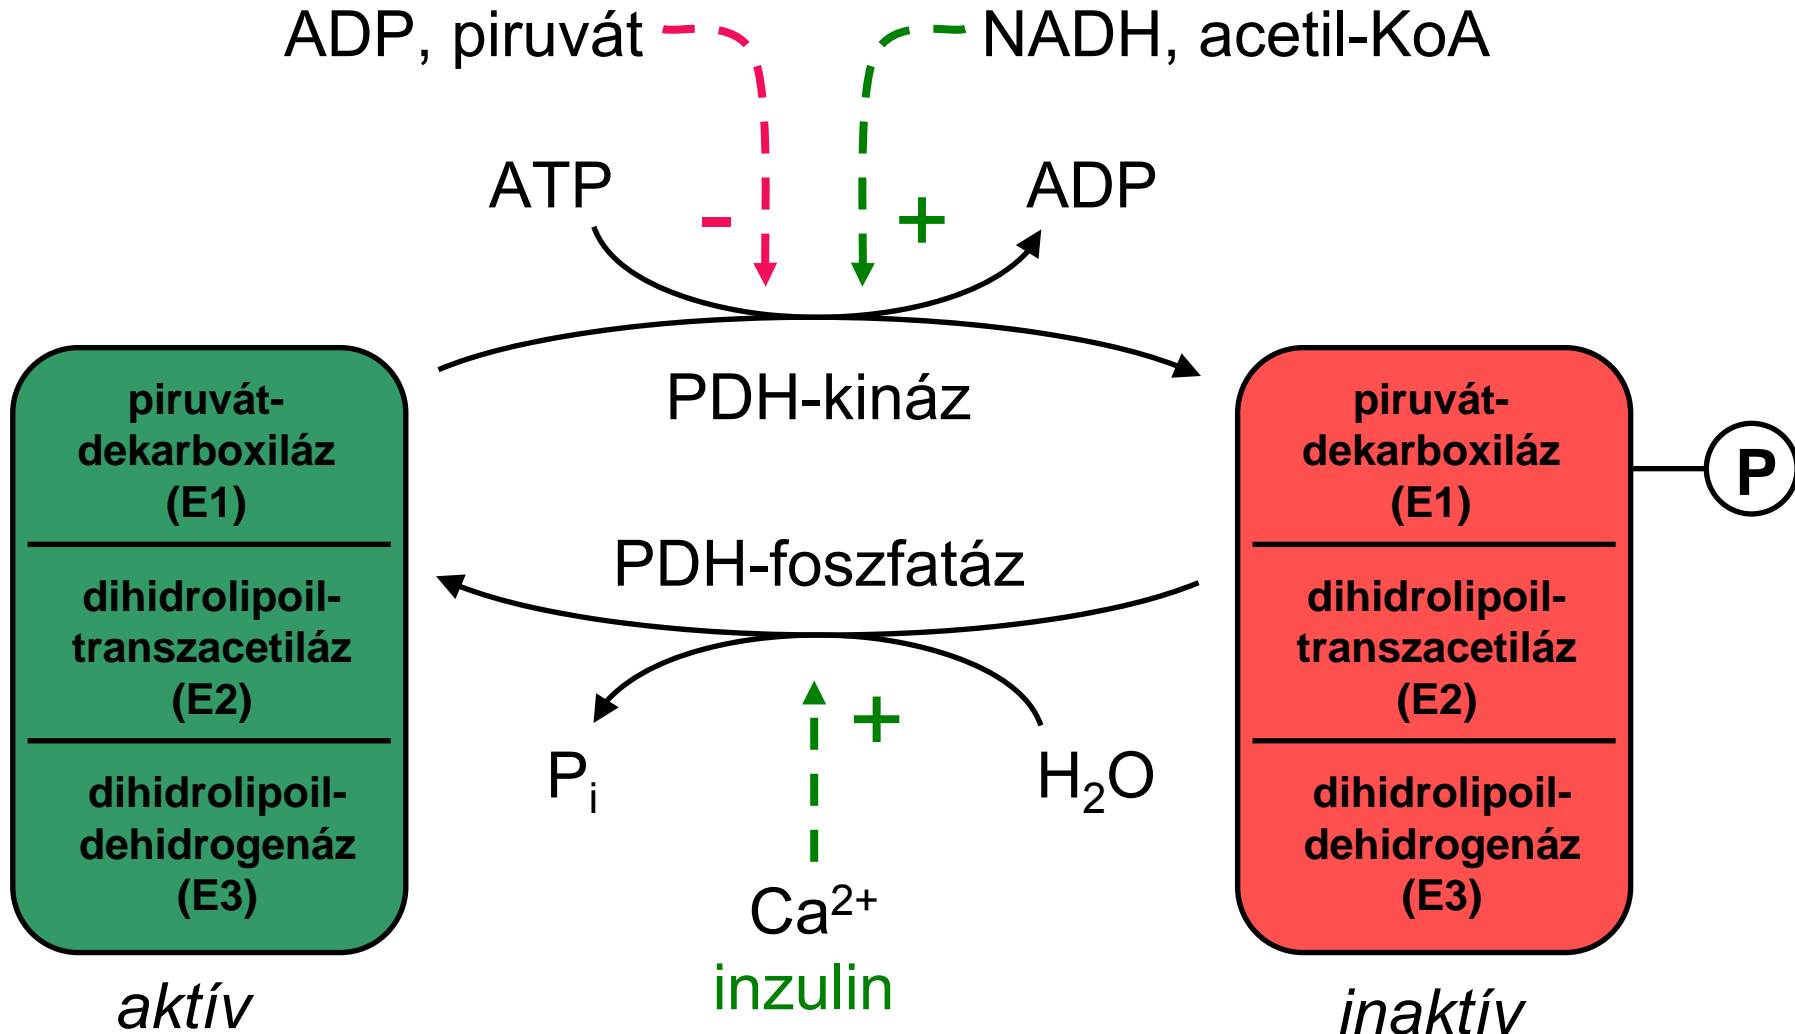 ADP, piruvát
NADH, acetil-KoA
ATP
-
+
ADP
PDH-kináz
piruvát-
dekarboxiláz
(E1)
dihidrolipoil-
transzacetiláz
(E2)
dihidrolipoil-
dehidrogenáz
(E3)
aktív
piruvát-
dekarboxiláz
(E1)
dihidrolipoil-
transzacetiláz
(E2)
dihidrolipoil-
dehidrogenáz
(E3)
inaktív
P
PDH-foszfatáz
+
Pᵢ
H₂O
Ca²⁺
inzulin